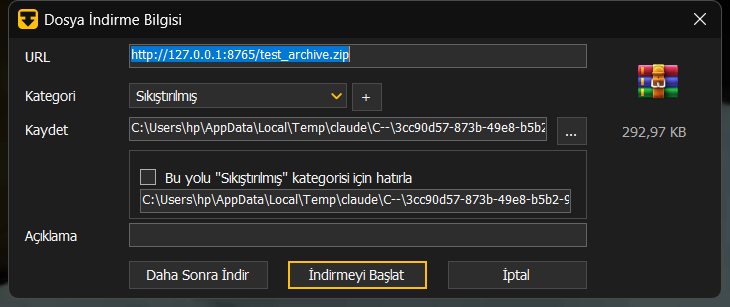 Dosya İndirme Bilgisi
URL
http://127.0.0.1:8765/test_archive.zip
Kategori
Sıkıştırılmış
+
Kaydet
C:\Users\hp\AppData\Local\Temp\claude\C--\3cc90d57-873b-49e8-b5b2
...
292,97 KB
Bu yolu "Sıkıştırılmış" kategorisi için hatırla
C:\Users\hp\AppData\Local\Temp\claude\C--\3cc90d57-873b-49e8-b5b2-9
Açıklama
Daha Sonra İndir
İndirmeyi Başlat
İptal